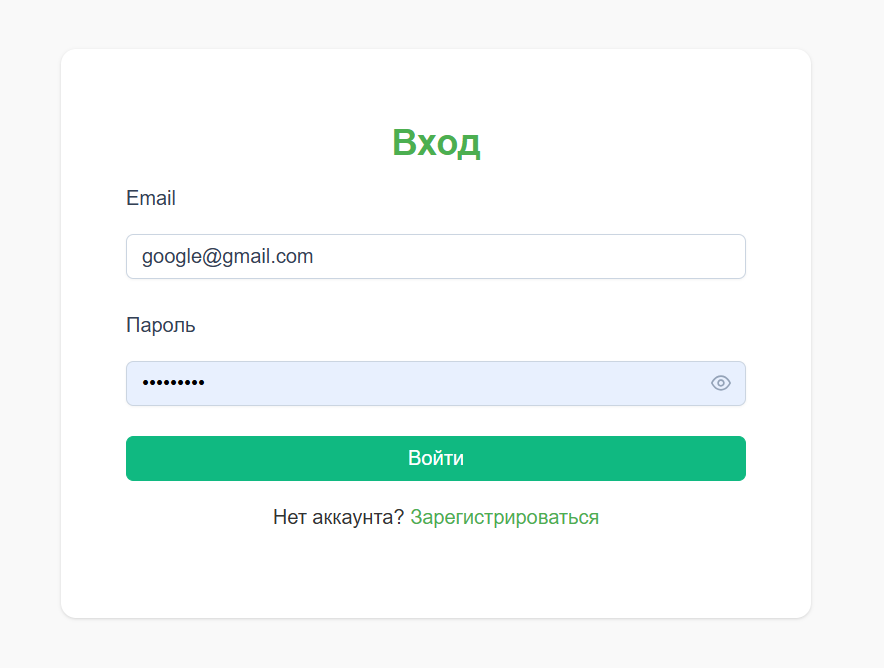 Вход
Email
google@gmail.com
Пароль
•••••••••
Войти
Нет аккаунта? Зарегистрироваться